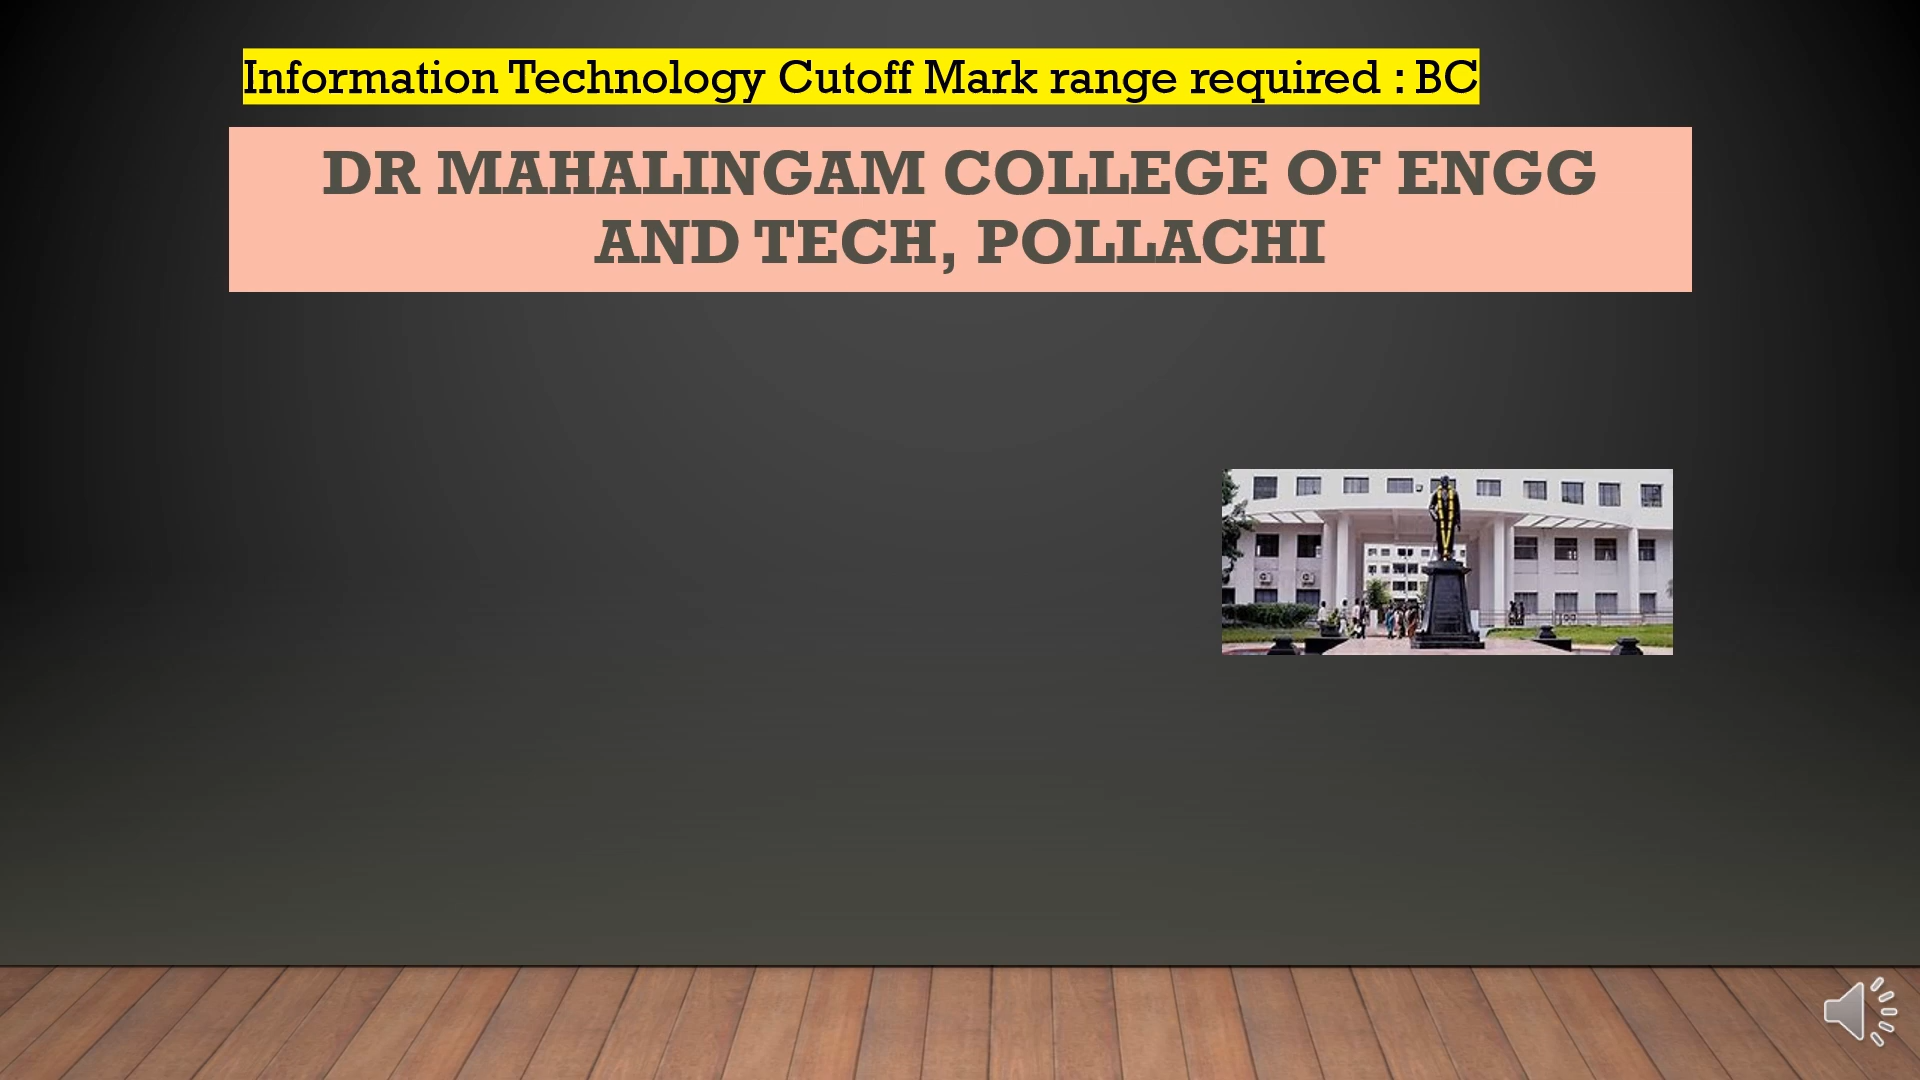 Information Technology Cutoff Mark range required : BC
DR MAHALINGAM COLLEGE OF ENGG
AND TECH, POLLACHI